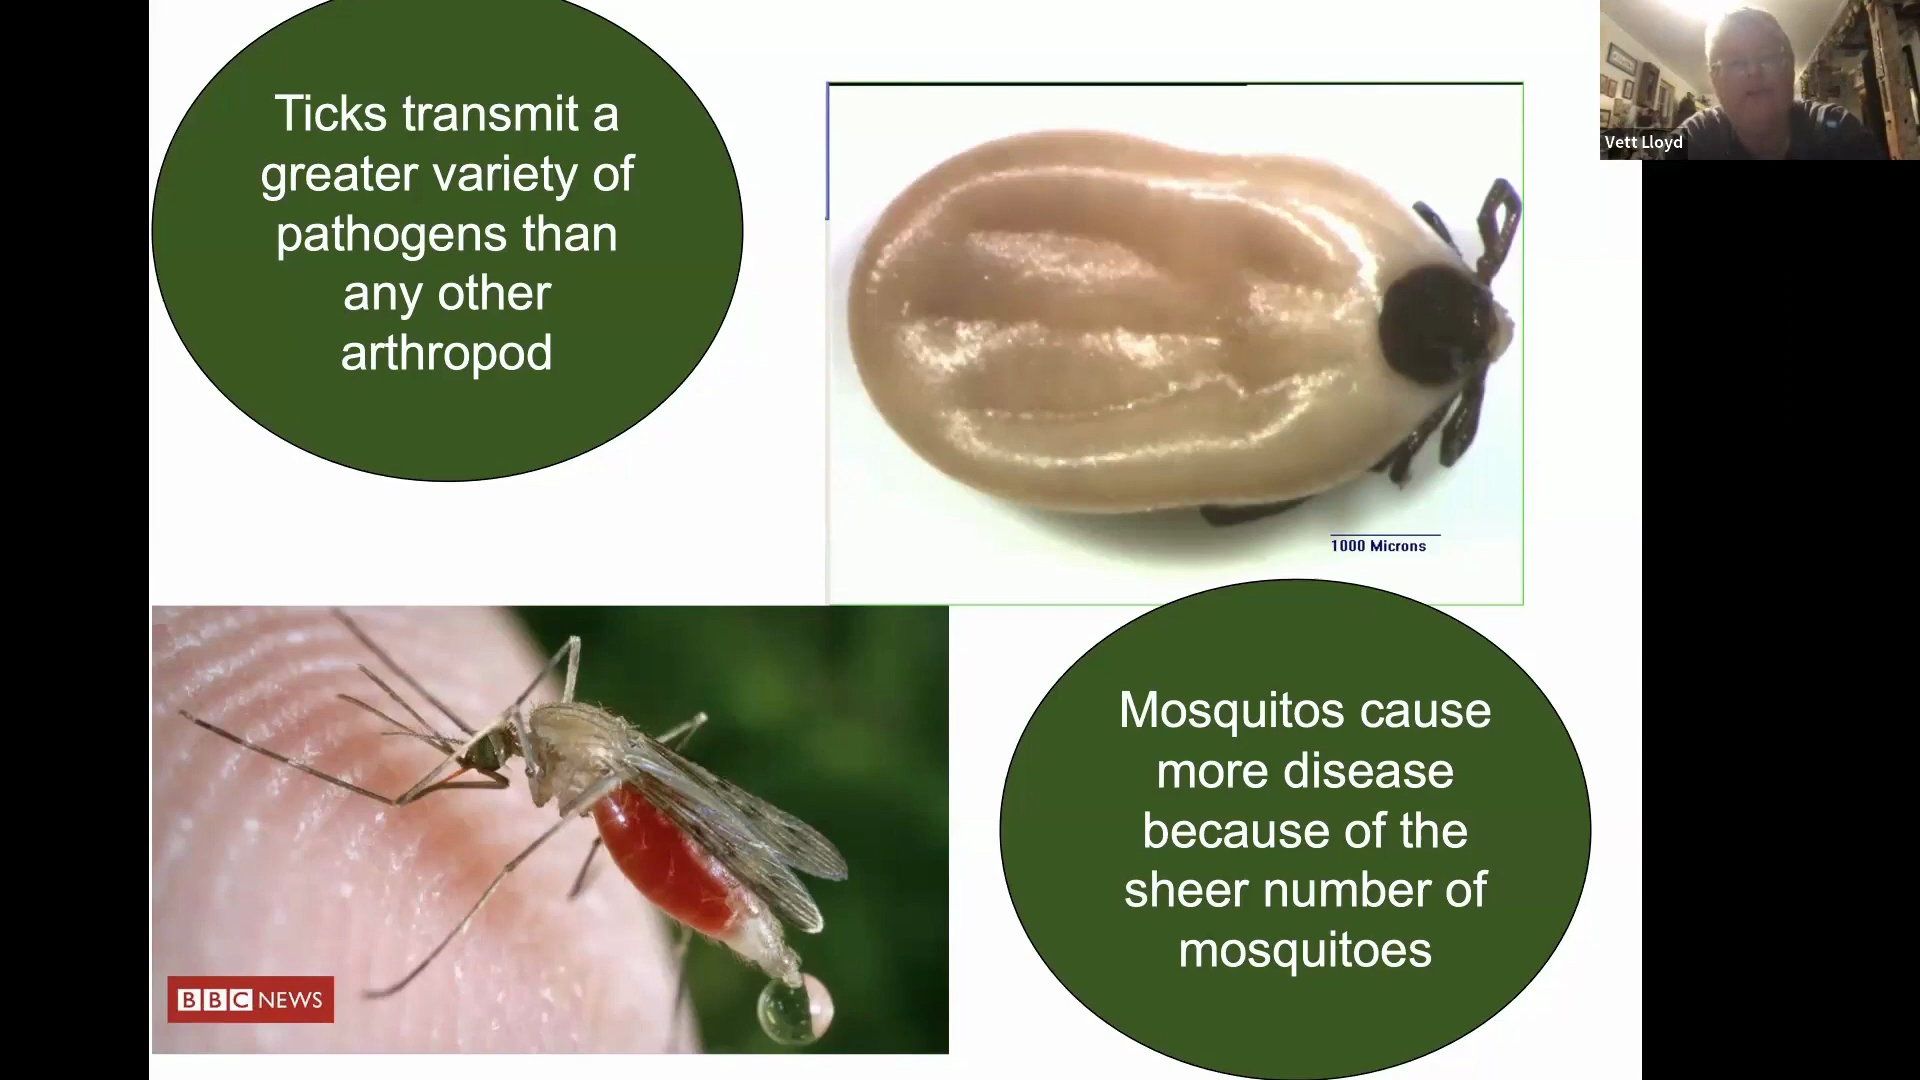 Ticks transmit a
greater variety of
pathogens than
any other
arthropod
Vett Lloyd
1000 Microns
Mosquitos cause
more disease
because of the
sheer number of
mosquitoes
BBC NEWS